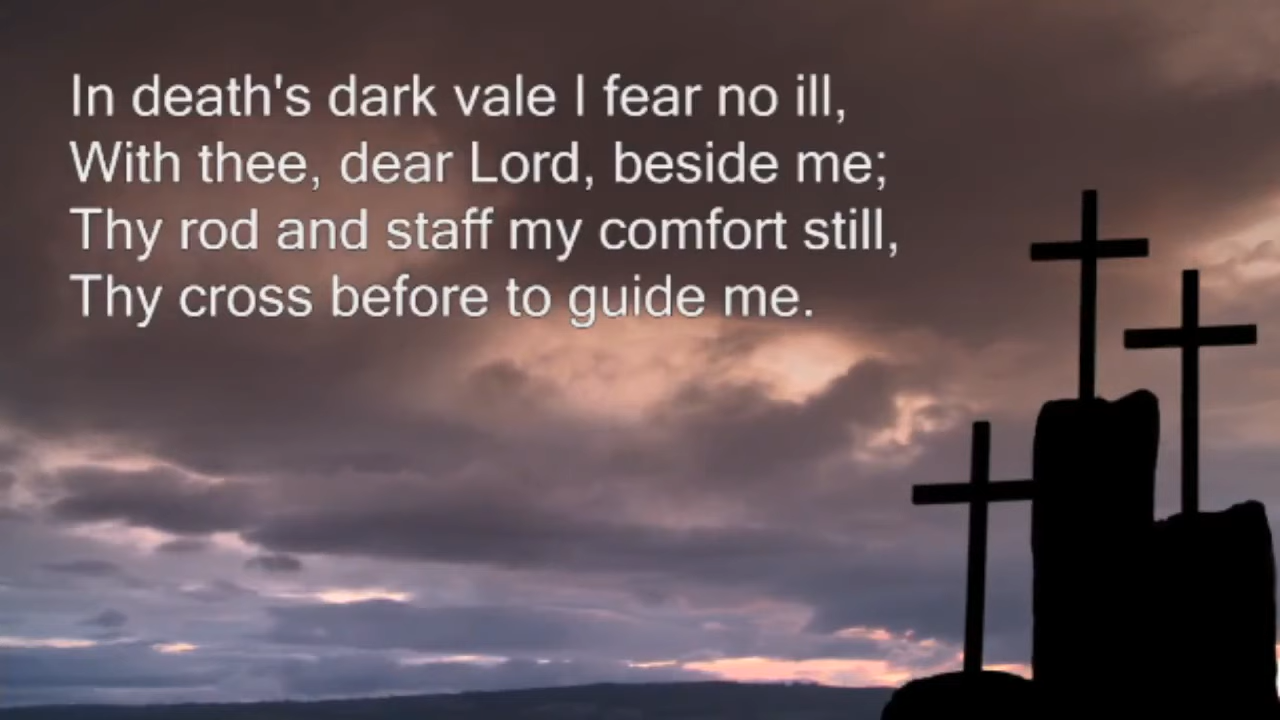 In death's dark vale I fear no ill,
With thee, dear Lord, beside me;
Thy rod and staff my comfort still,
Thy cross before to guide me.